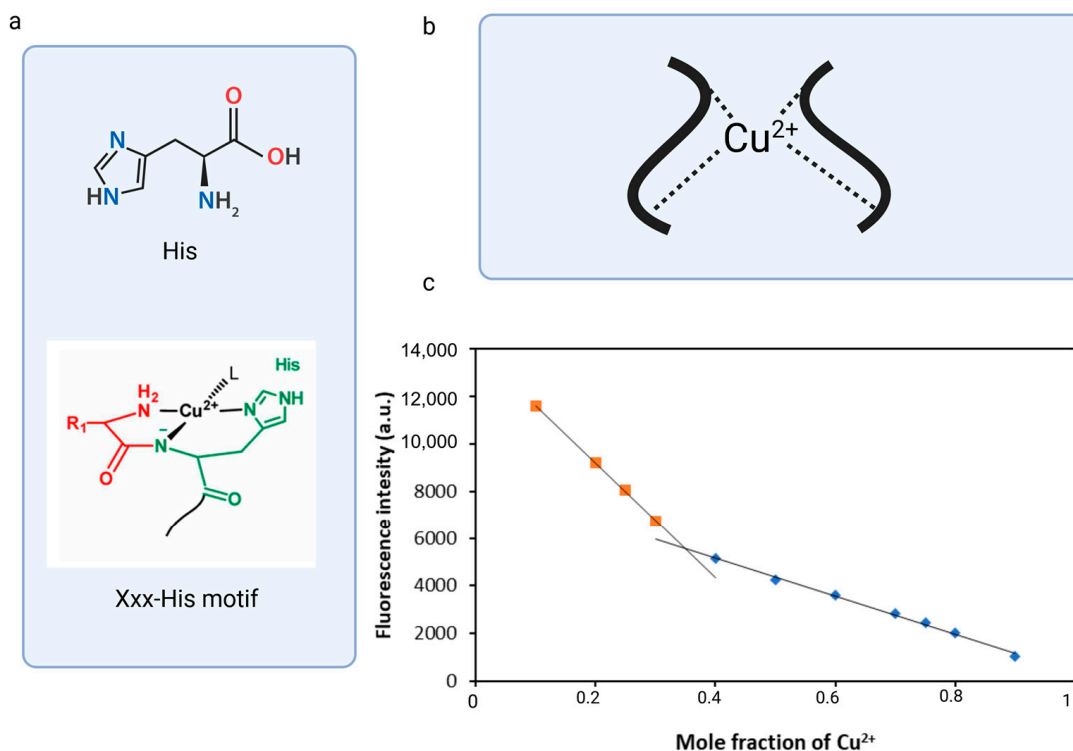 a
N
HN
O
OH
NH2
His
His
L
H2
N
Cu2+
N
NH
R1
−
N
O
O
Xxx-His motif
b
Cu2+
c
Fluorescence intesity (a.u.)
14,000
12,000
10,000
8000
6000
4000
2000
0
0
0.2
0.4
0.6
0.8
1
Mole fraction of Cu2+